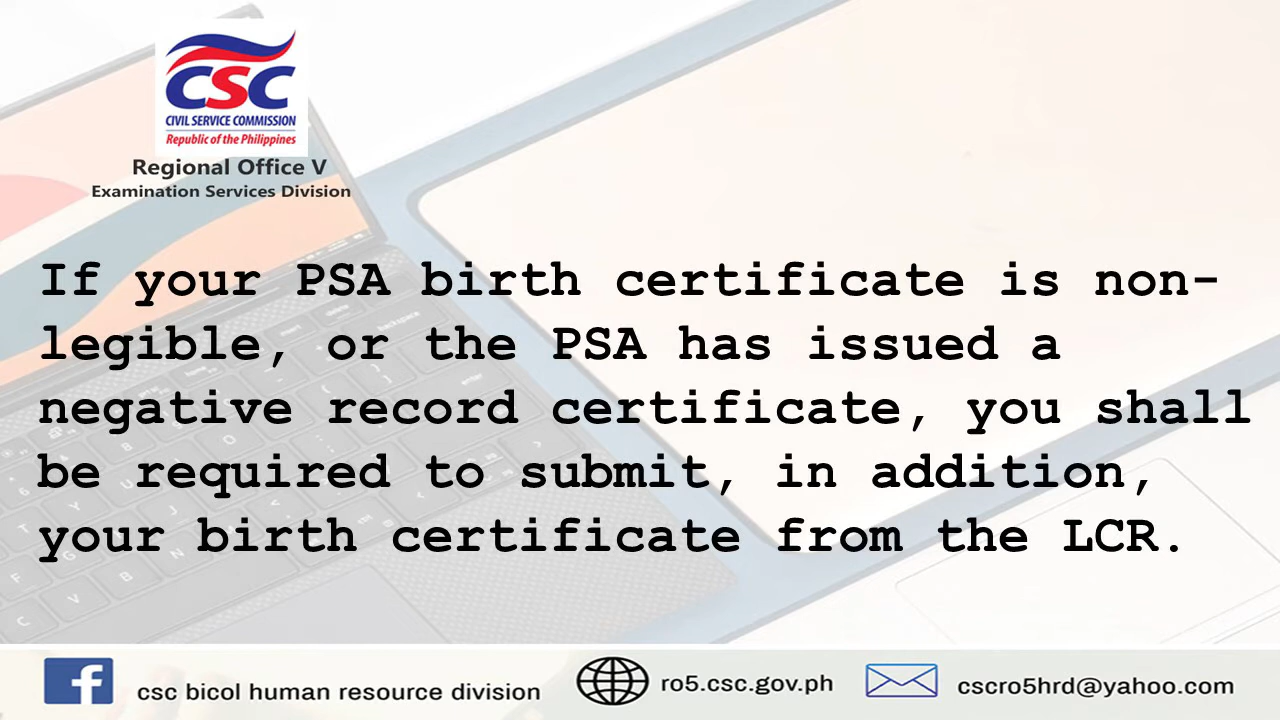 CSC
CIVIL SERVICE COMMISSION
Republic of the Philippines
Regional Office V
Examination Services Division
If your PSA birth certificate is non-
legible, or the PSA has issued a
negative record certificate, you shall
be required to submit, in addition,
your birth certificate from the LCR.
f csc bicol human resource division ro5.csc.gov.ph cscro5hrd@yahoo.com